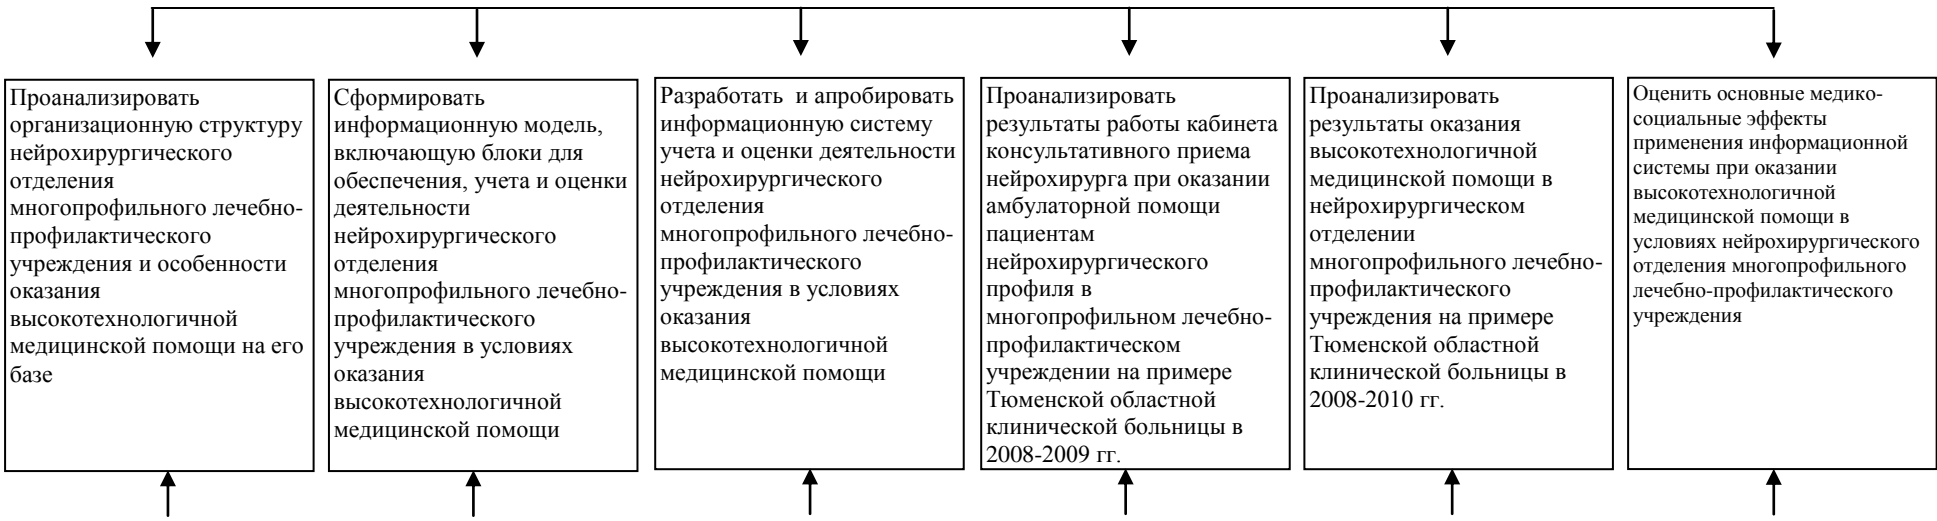 Проанализировать
организационную структуру
нейрохирургического
отделения
многопрофильного лечебно-
профилактического
учреждения и особенности
оказания
высокотехнологичной
медицинской помощи на его
базе
Сформировать
информационную модель,
включающую блоки для
обеспечения, учета и оценки
деятельности
нейрохирургического
отделения
многопрофильного лечебно-
профилактического
учреждения в условиях
оказания
высокотехнологичной
медицинской помощи
Разработать и апробировать
информационную систему
учета и оценки деятельности
нейрохирургического
отделения
многопрофильного лечебно-
профилактического
учреждения в условиях
оказания
высокотехнологичной
медицинской помощи
Проанализировать
результаты работы кабинета
консультативного приема
нейрохирурга при оказании
амбулаторной помощи
пациентам
нейрохирургического
профиля в
многопрофильном лечебно-
профилактическом
учреждении на примере
Тюменской областной
клинической больницы в
2008-2009 гг.
Проанализировать
результаты оказания
высокотехнологичной
медицинской помощи в
нейрохирургическом
отделении
многопрофильного лечебно-
профилактического
учреждения на примере
Тюменской областной
клинической больницы в
2008-2010 гг.
Оценить основные медико-
социальные эффекты
применения информационной
системы при оказании
высокотехнологичной
медицинской помощи в
условиях нейрохирургического
отделения многопрофильного
лечебно-профилактического
учреждения